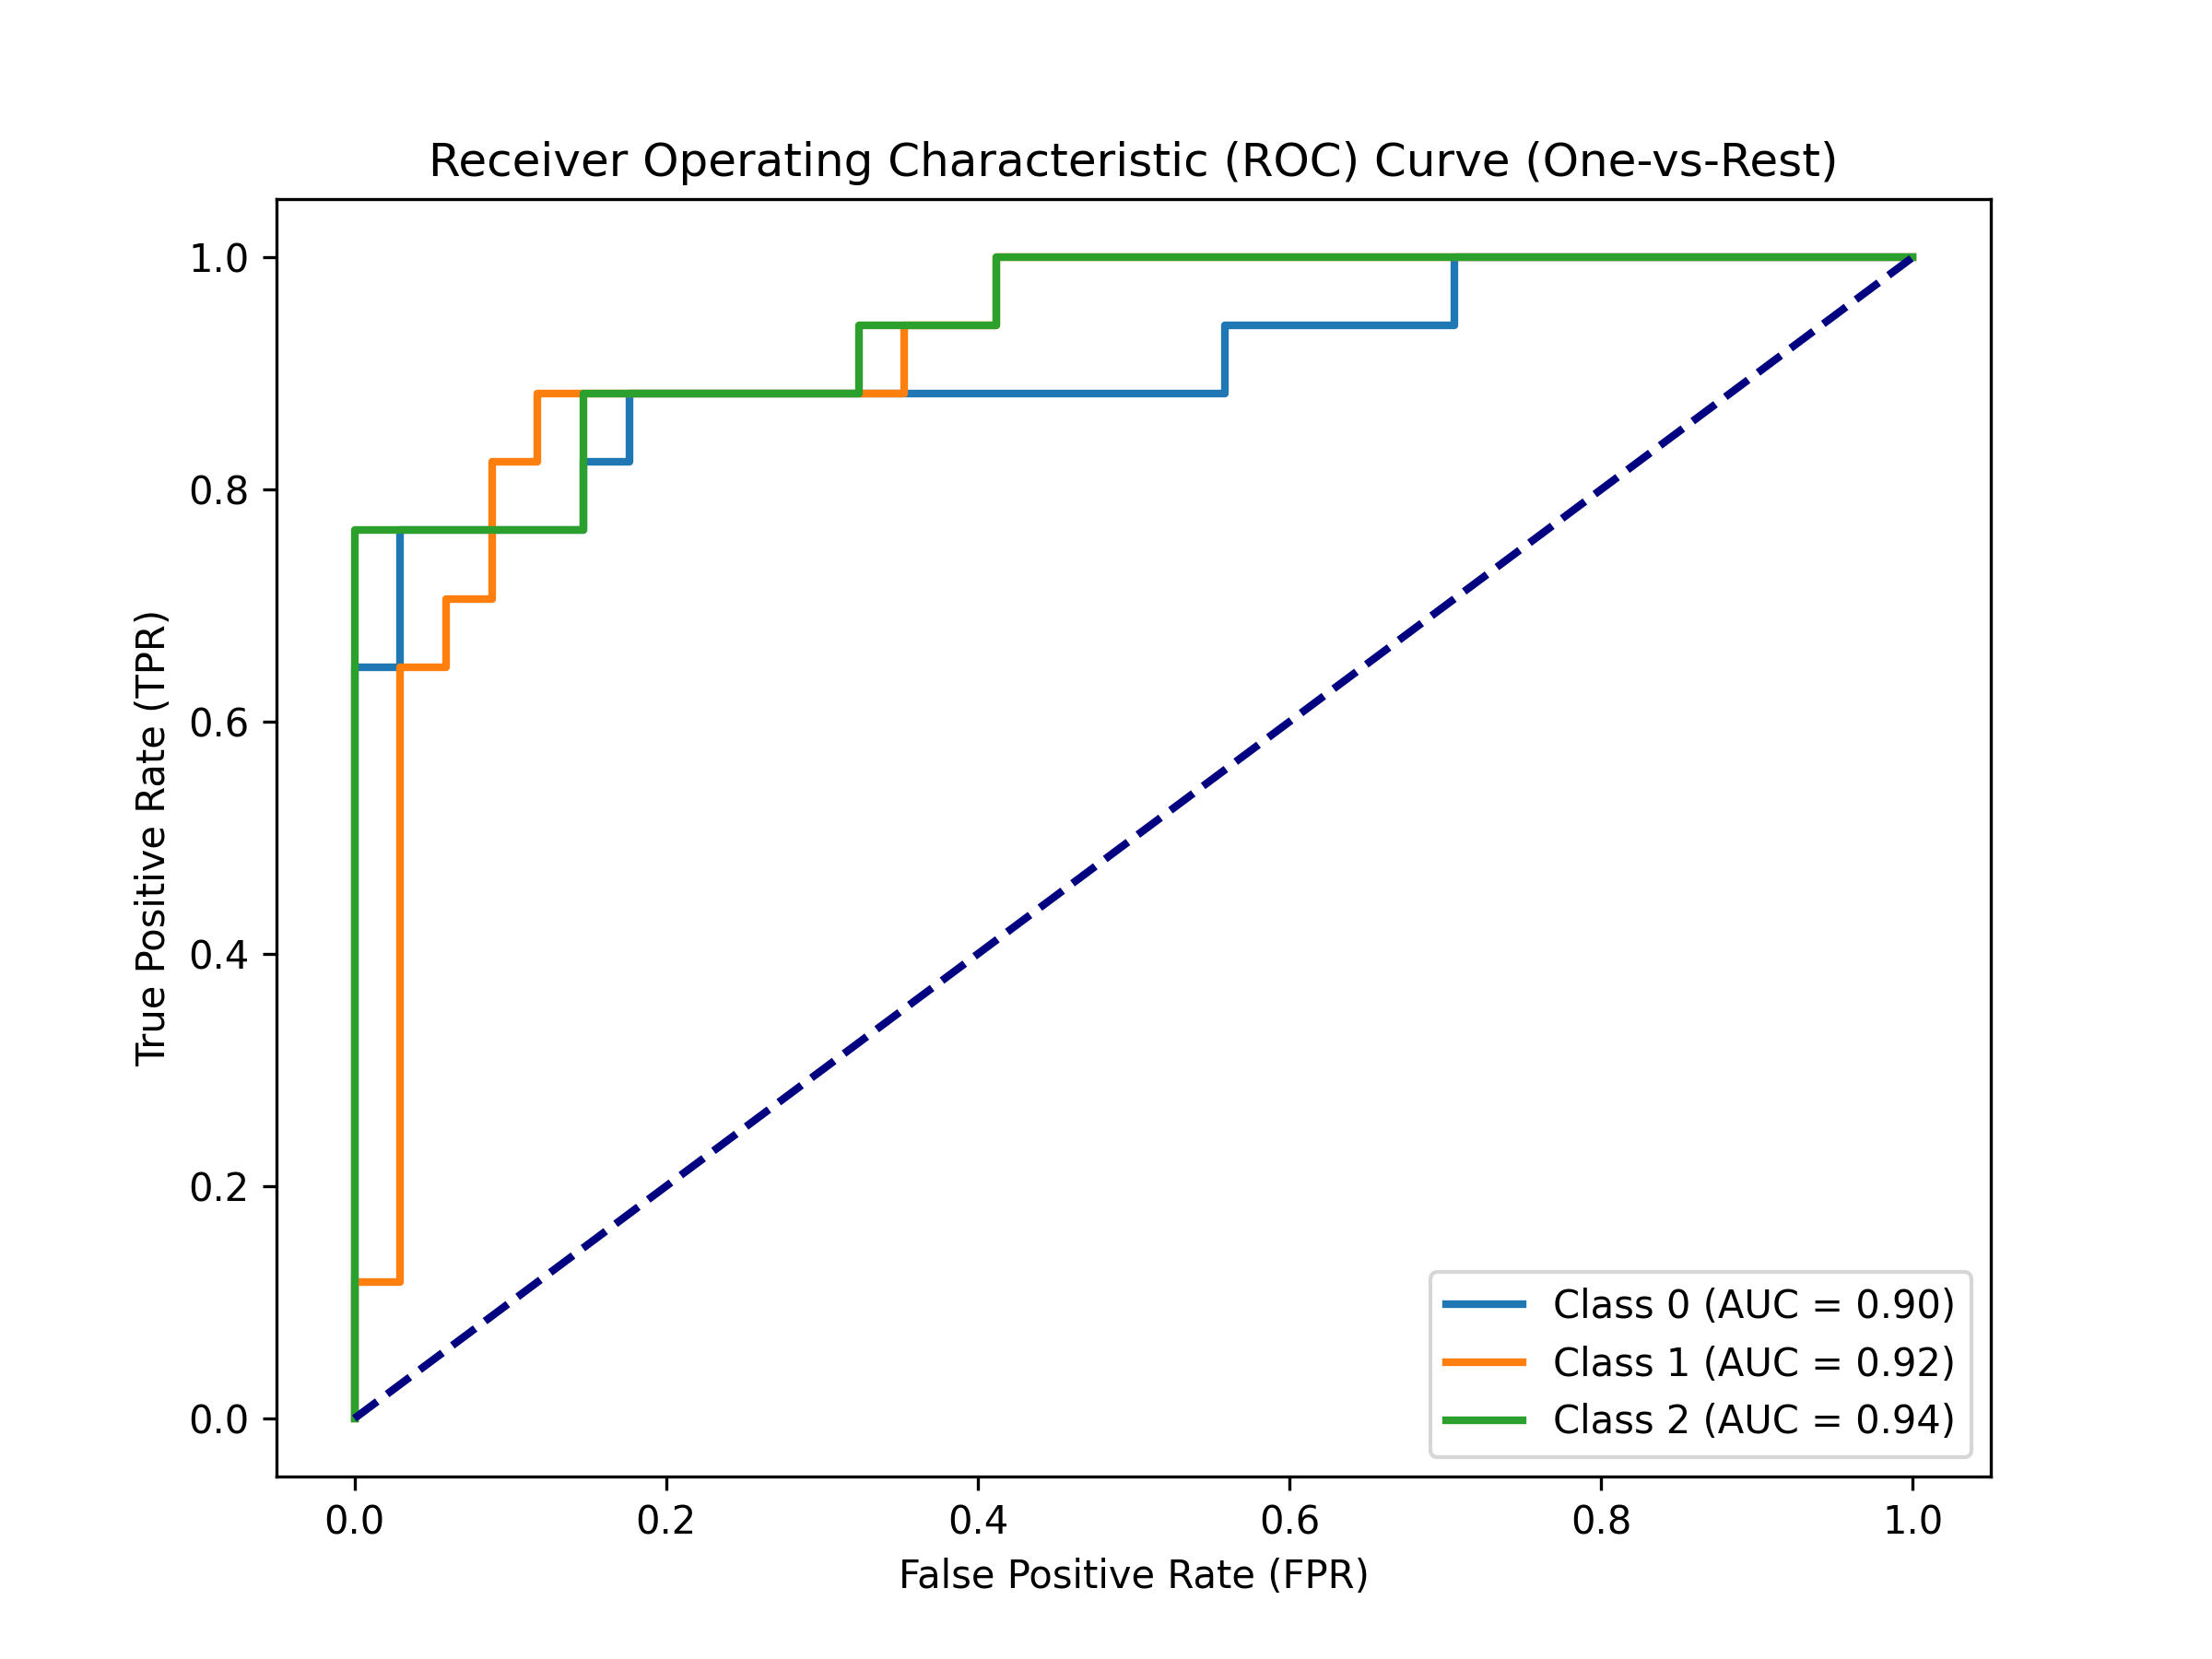 Receiver Operating Characteristic (ROC) Curve (One-vs-Rest)
True Positive Rate (TPR)
1.0
0.8
0.6
0.4
0.2
0.0
0.0 0.2 0.4 0.6 0.8 1.0
False Positive Rate (FPR)
Class 0 (AUC = 0.90)
Class 1 (AUC = 0.92)
Class 2 (AUC = 0.94)